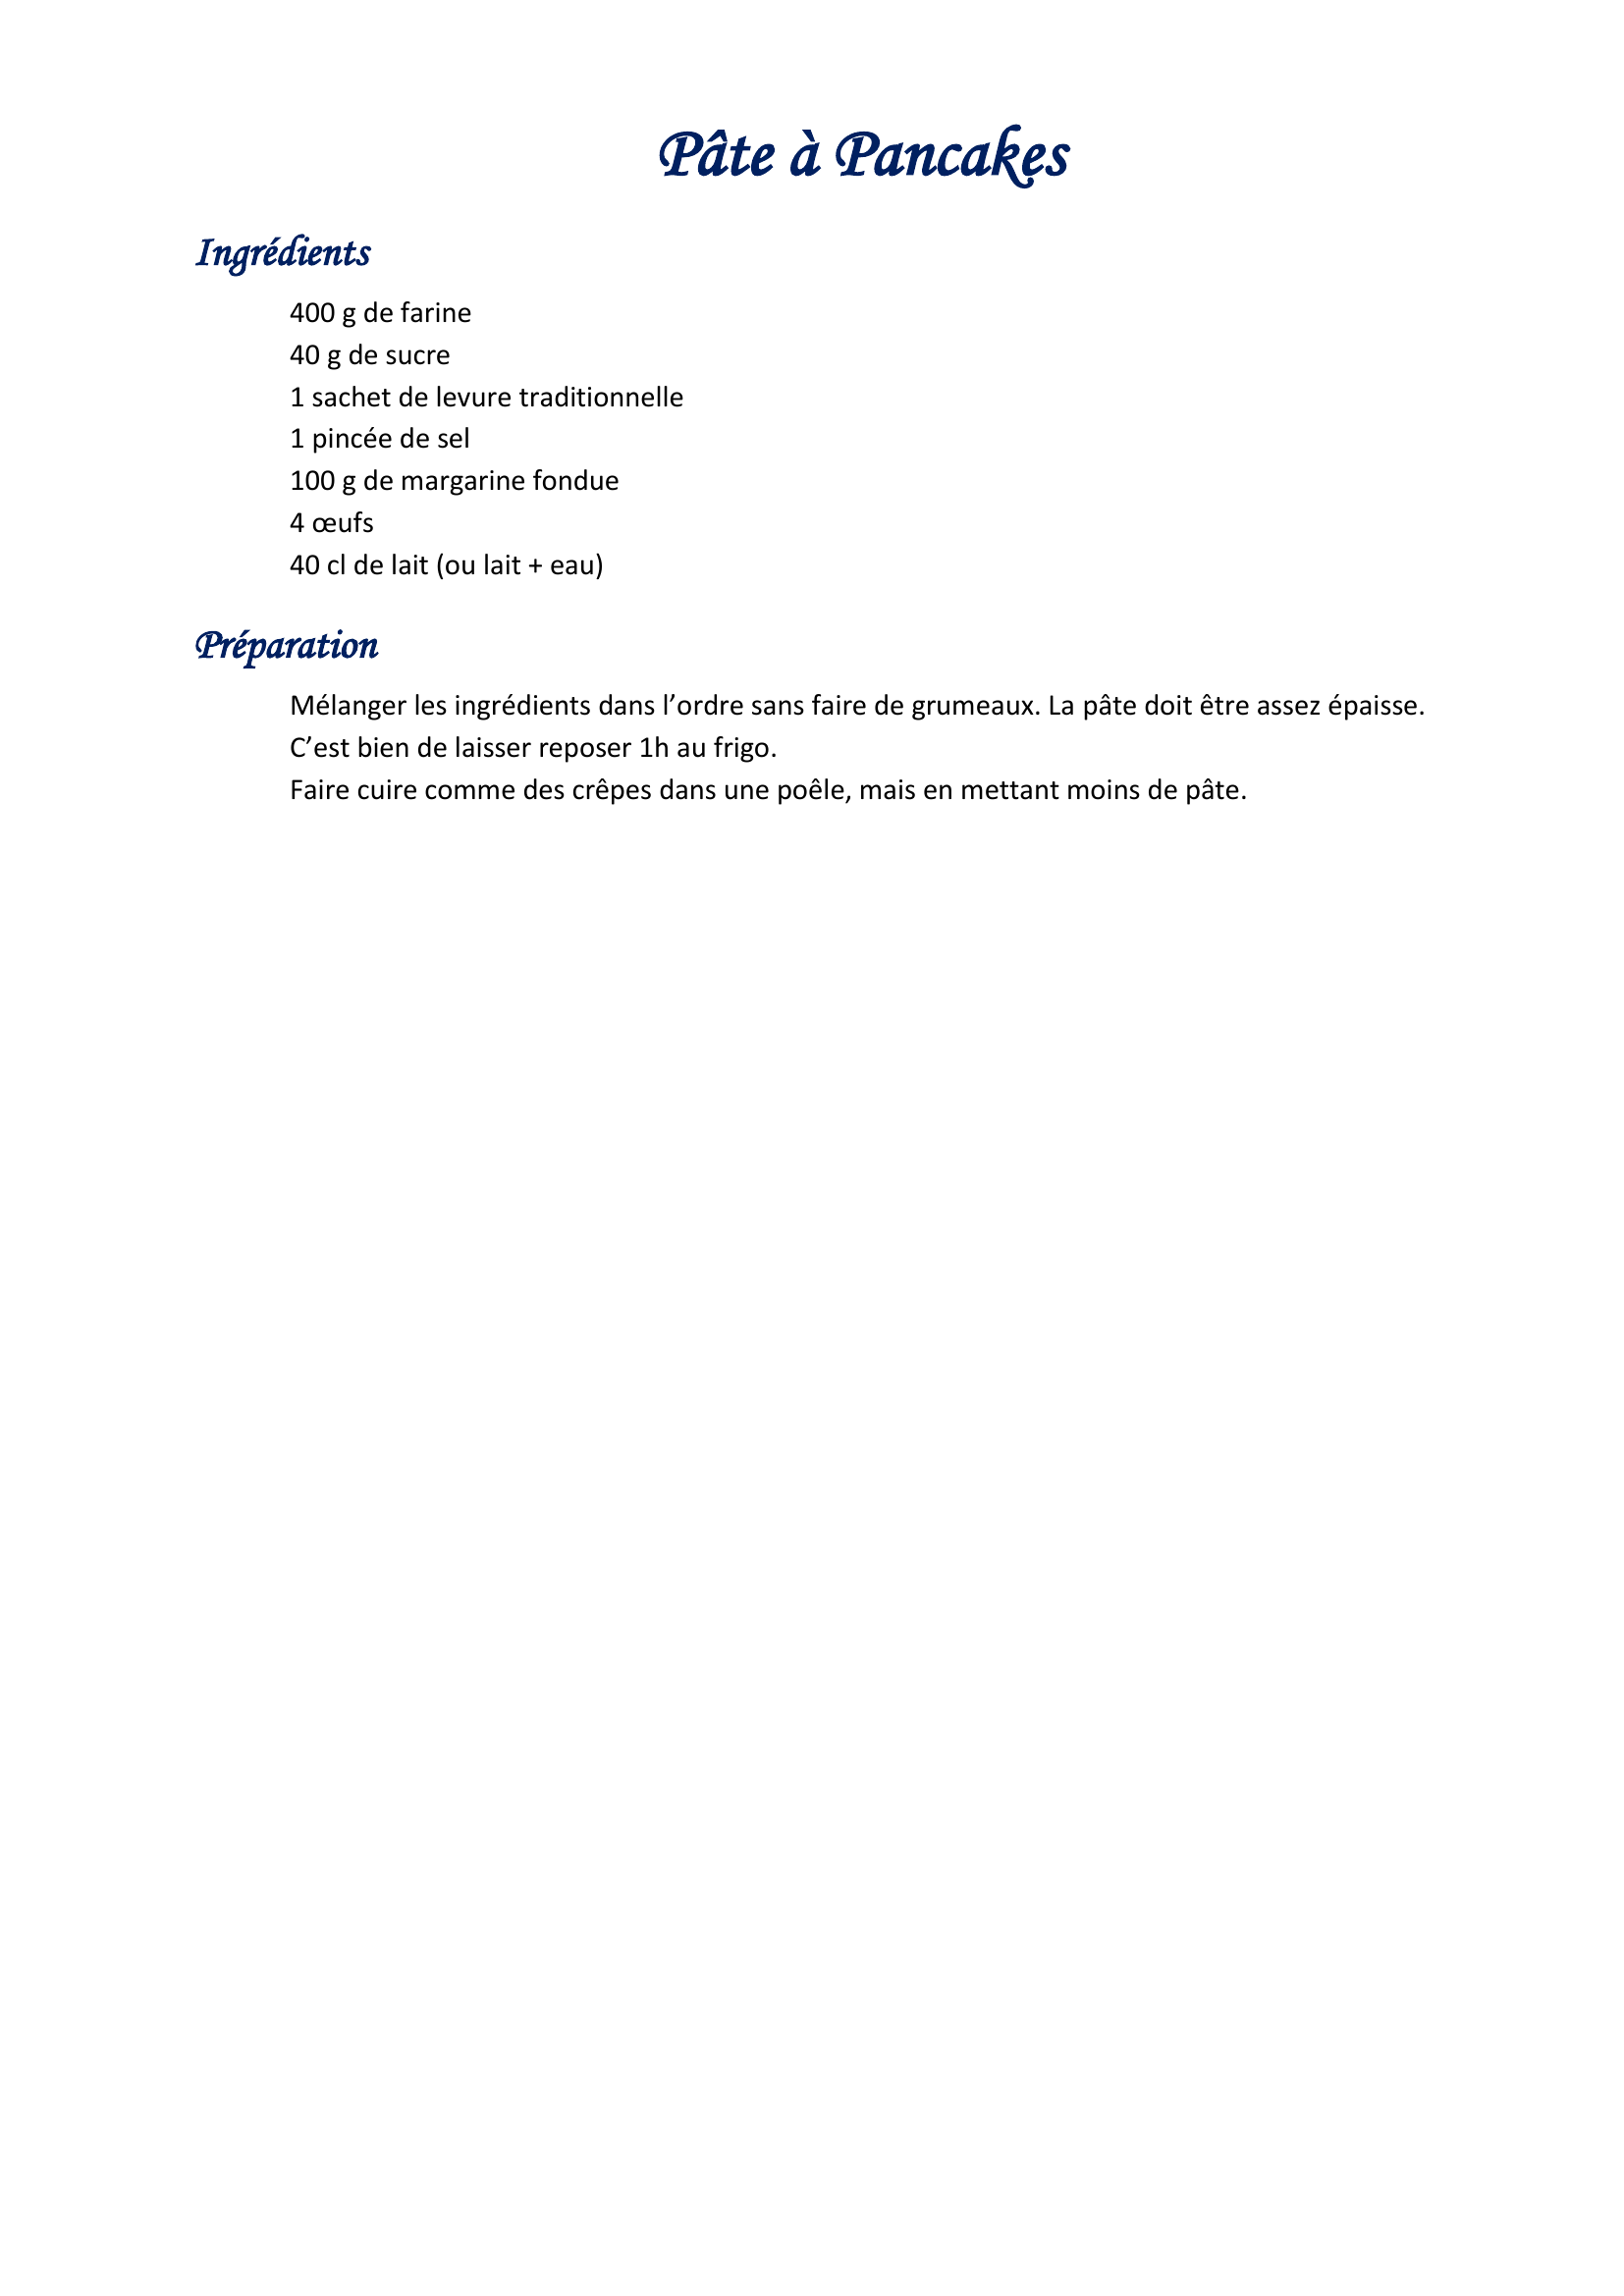 Pâte à Pancakes
Ingrédients
400 g de farine
40 g de sucre
1 sachet de levure traditionnelle
1 pincée de sel
100 g de margarine fondue
4 œufs
40 cl de lait (ou lait + eau)
Préparation
Mélanger les ingrédients dans l’ordre sans faire de grumeaux. La pâte doit être assez épaisse.
C’est bien de laisser reposer 1h au frigo.
Faire cuire comme des crêpes dans une poêle, mais en mettant moins de pâte.